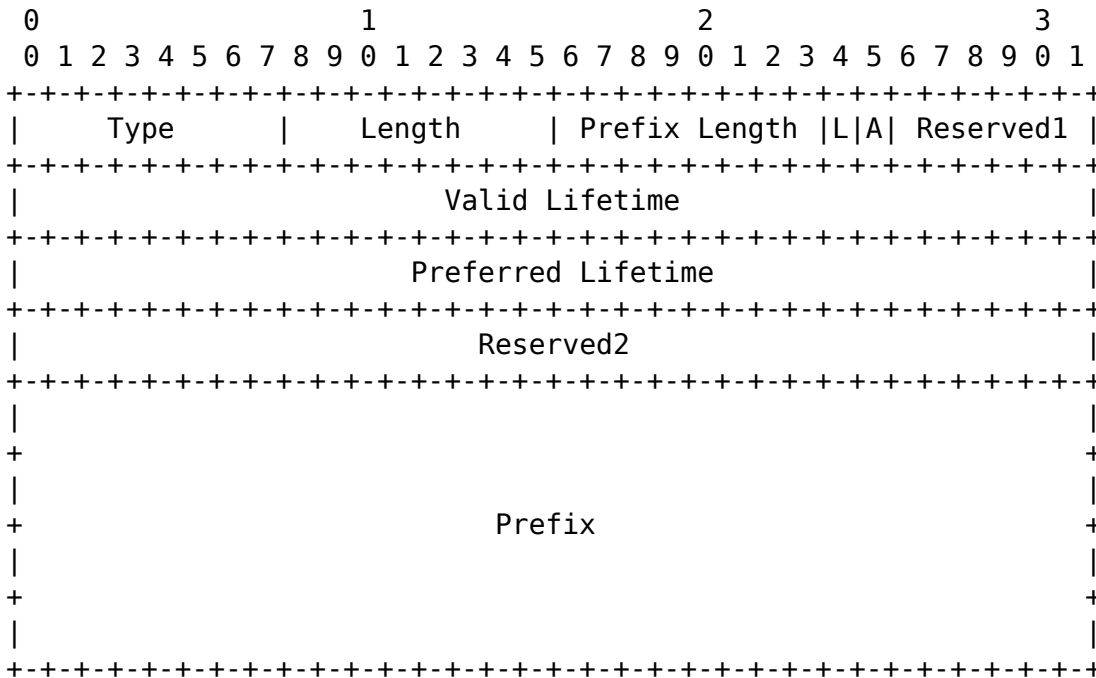 0                   1                   2                   3
 0 1 2 3 4 5 6 7 8 9 0 1 2 3 4 5 6 7 8 9 0 1 2 3 4 5 6 7 8 9 0 1
+-+-+-+-+-+-+-+-+-+-+-+-+-+-+-+-+-+-+-+-+-+-+-+-+-+-+-+-+-+-+-+-+
|     Type      |    Length     | Prefix Length |L|A| Reserved1 |
+-+-+-+-+-+-+-+-+-+-+-+-+-+-+-+-+-+-+-+-+-+-+-+-+-+-+-+-+-+-+-+-+
|                         Valid Lifetime                        |
+-+-+-+-+-+-+-+-+-+-+-+-+-+-+-+-+-+-+-+-+-+-+-+-+-+-+-+-+-+-+-+-+
|                       Preferred Lifetime                      |
+-+-+-+-+-+-+-+-+-+-+-+-+-+-+-+-+-+-+-+-+-+-+-+-+-+-+-+-+-+-+-+-+
|                           Reserved2                           |
+-+-+-+-+-+-+-+-+-+-+-+-+-+-+-+-+-+-+-+-+-+-+-+-+-+-+-+-+-+-+-+-+
|                                                               |
+                                                               +
|                                                               |
+                            Prefix                             +
|                                                               |
+                                                               +
|                                                               |
+-+-+-+-+-+-+-+-+-+-+-+-+-+-+-+-+-+-+-+-+-+-+-+-+-+-+-+-+-+-+-+-+